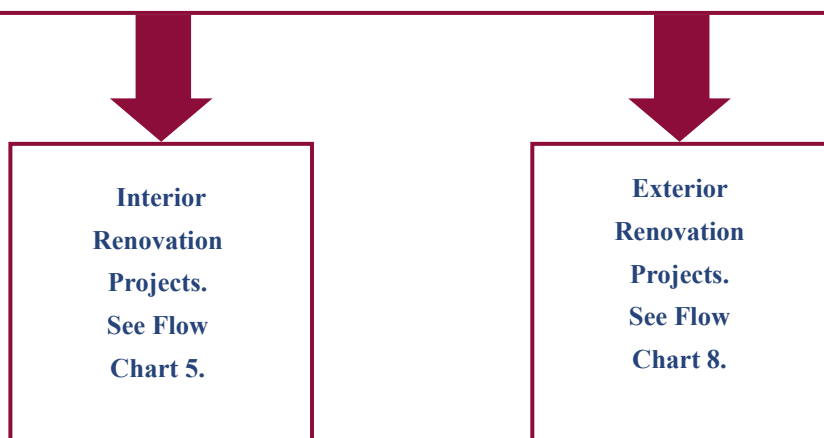 Interior
Renovation
Projects.
See Flow
Chart 5.
Exterior
Renovation
Projects.
See Flow
Chart 8.